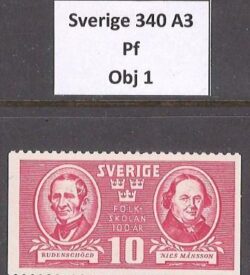 Sverige 340 A3
Pf
Obj 1
SVERIGE
FOLK-
SKOLAN
100 ÅR
RUDENSCHÖLD
10
NILS MÅNSSON